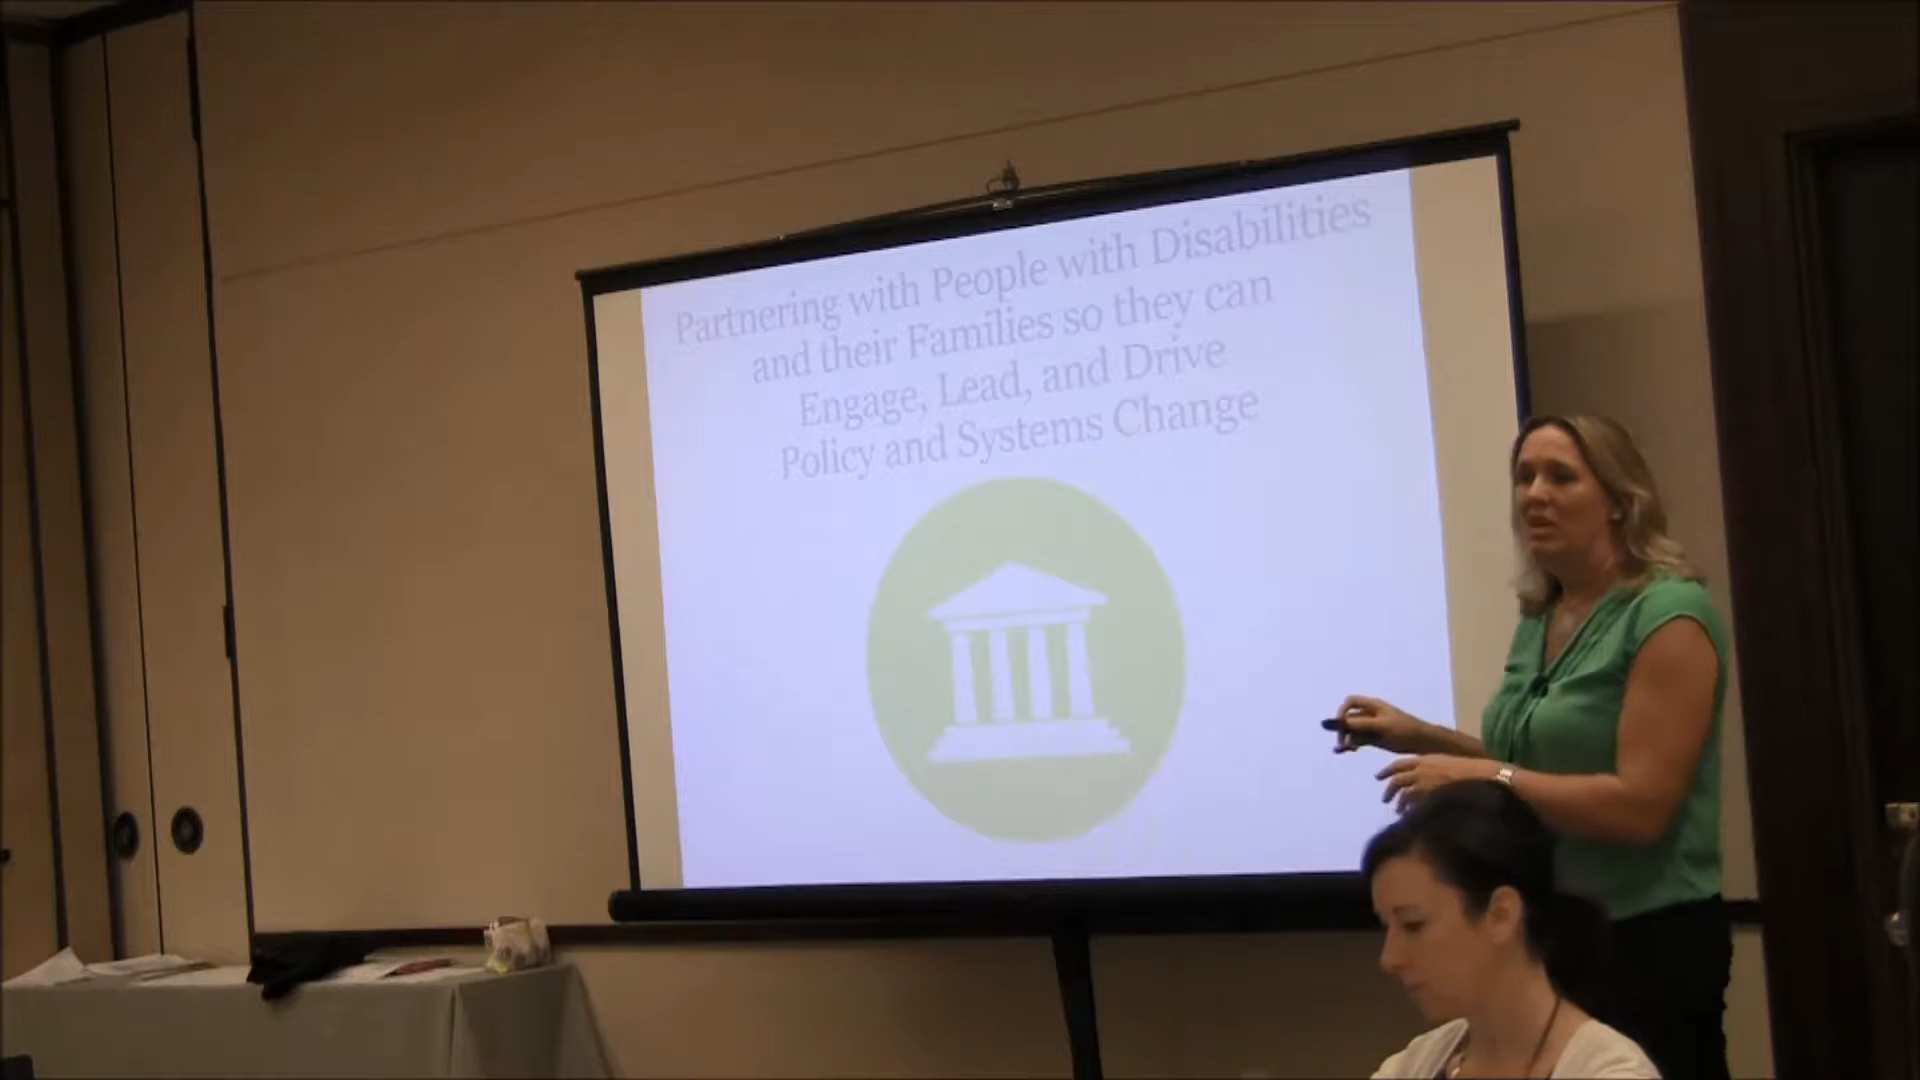 Partnering with People with Disabilities
and their Families so they can
Engage, Lead, and Drive
Policy and Systems Change